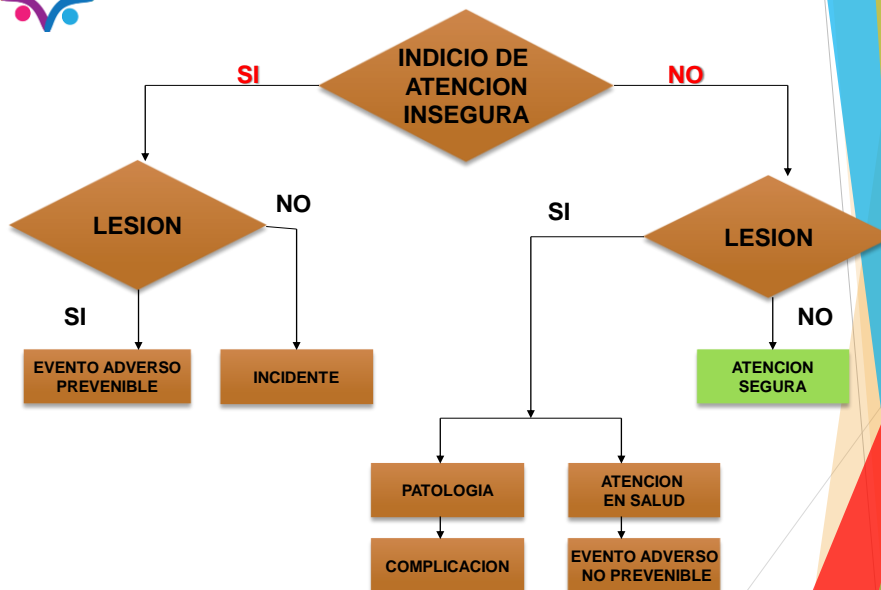 INDICIO DE
ATENCION
INSEGURA
SI
NO
LESION
NO
SI
LESION
SI
NO
EVENTO ADVERSO
PREVENIBLE
INCIDENTE
ATENCION
SEGURA
PATOLOGIA
ATENCION
EN SALUD
COMPLICACION
EVENTO ADVERSO
NO PREVENIBLE